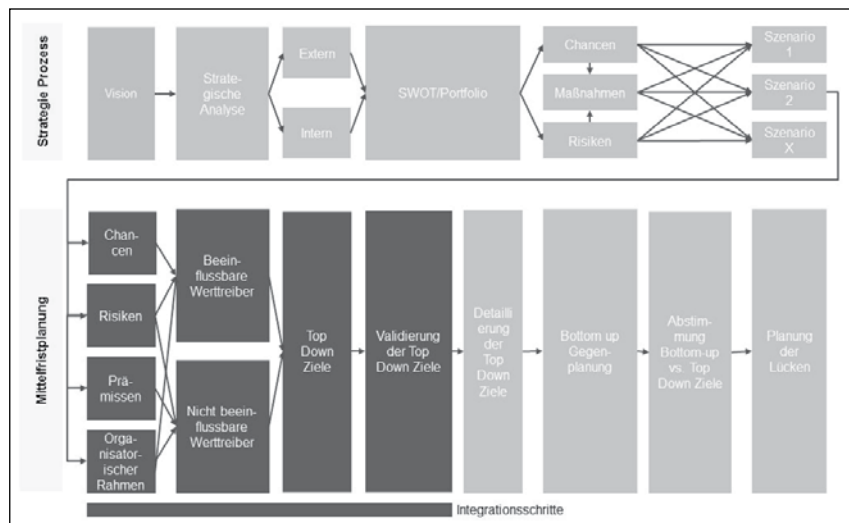 Strategie Prozess
Vision
Strate-
gische
Analyse
Extern
Intern
SWOT/Portfolio
Chancen
Maßnahmen
Risiken
Szenario
1
Szenario
2
Szenario
X
Mittelfristplanung
Chan-
cen
Risiken
Prä-
missen
Orga-
nisator-
ischer
Rahmen
Beein-
flussbare
Werttreiber
Nicht beein-
flussbare
Werttreiber
Top
Down
Ziele
Validierung
der Top
Down Ziele
Detaill-
ierung
der
Top
Down
Ziele
Bottom up
Gegen-
planung
Abstim-
mung
Bottom-up
vs. Top
Down Ziele
Planung
der
Lücken
Integrationsschritte